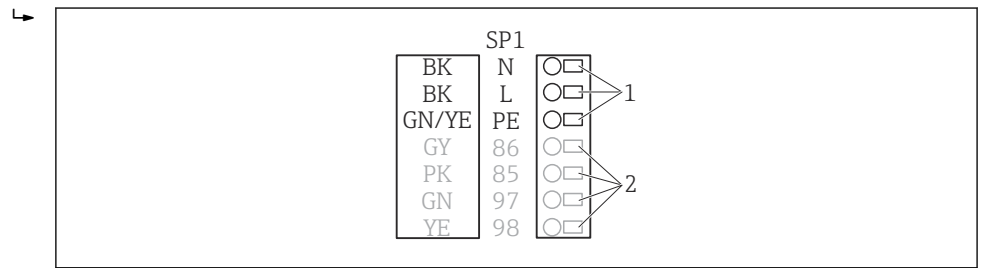 SP1
BK N
BK L 1
GN/YE PE
GY 86
PK 85 2
GN 97
YE 98